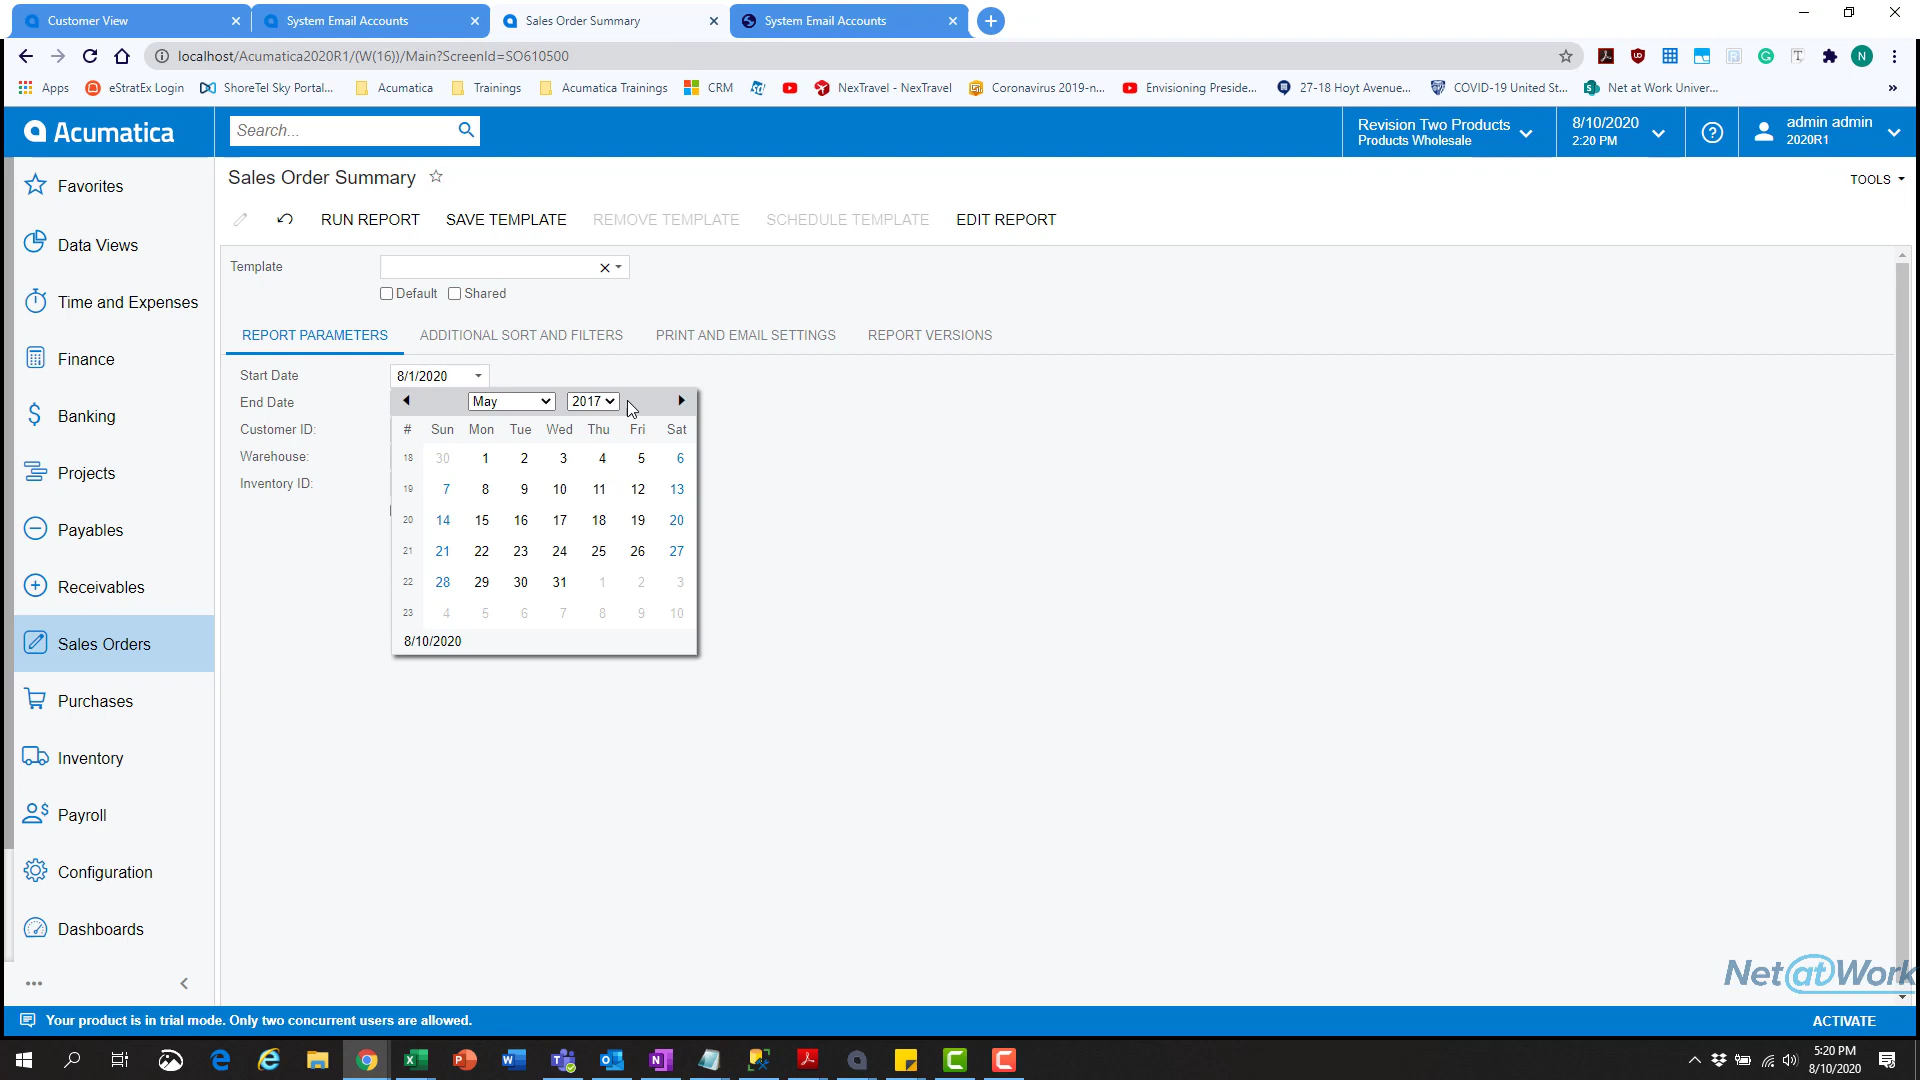 Customer View
System Email Accounts
Sales Order Summary
System Email Accounts
localhost/Acumatica2020R1/(W(16))/Main?ScreenId=SO610500
N
Apps
eStratEx Login
ShoreTel Sky Portal...
Acumatica
Trainings
Acumatica Trainings
CRM
NexTravel - NexTravel
Coronavirus 2019-n...
Envisioning Preside...
27-18 Hoyt Avenue...
COVID-19 United St...
Net at Work Univer...
»
Acumatica
Search...
Revision Two Products
Products Wholesale
8/10/2020
2:20 PM
admin admin
2020R1
Favorites
Data Views
Time and Expenses
Finance
Banking
Projects
Payables
Receivables
Sales Orders
Purchases
Inventory
Payroll
Configuration
Dashboards
Sales Order Summary
TOOLS
RUN REPORT SAVE TEMPLATE REMOVE TEMPLATE SCHEDULE TEMPLATE EDIT REPORT
Template
Default Shared
REPORT PARAMETERS ADDITIONAL SORT AND FILTERS PRINT AND EMAIL SETTINGS REPORT VERSIONS
Start Date 8/1/2020
End Date
Customer ID:
Warehouse:
Inventory ID:
May 2017
# Sun Mon Tue Wed Thu Fri Sat
18 30 1 2 3 4 5 6
19 7 8 9 10 11 12 13
20 14 15 16 17 18 19 20
21 21 22 23 24 25 26 27
22 28 29 30 31 1 2 3
23 4 5 6 7 8 9 10
8/10/2020
NetatWork
Your product is in trial mode. Only two concurrent users are allowed.
ACTIVATE
5:20 PM
8/10/2020